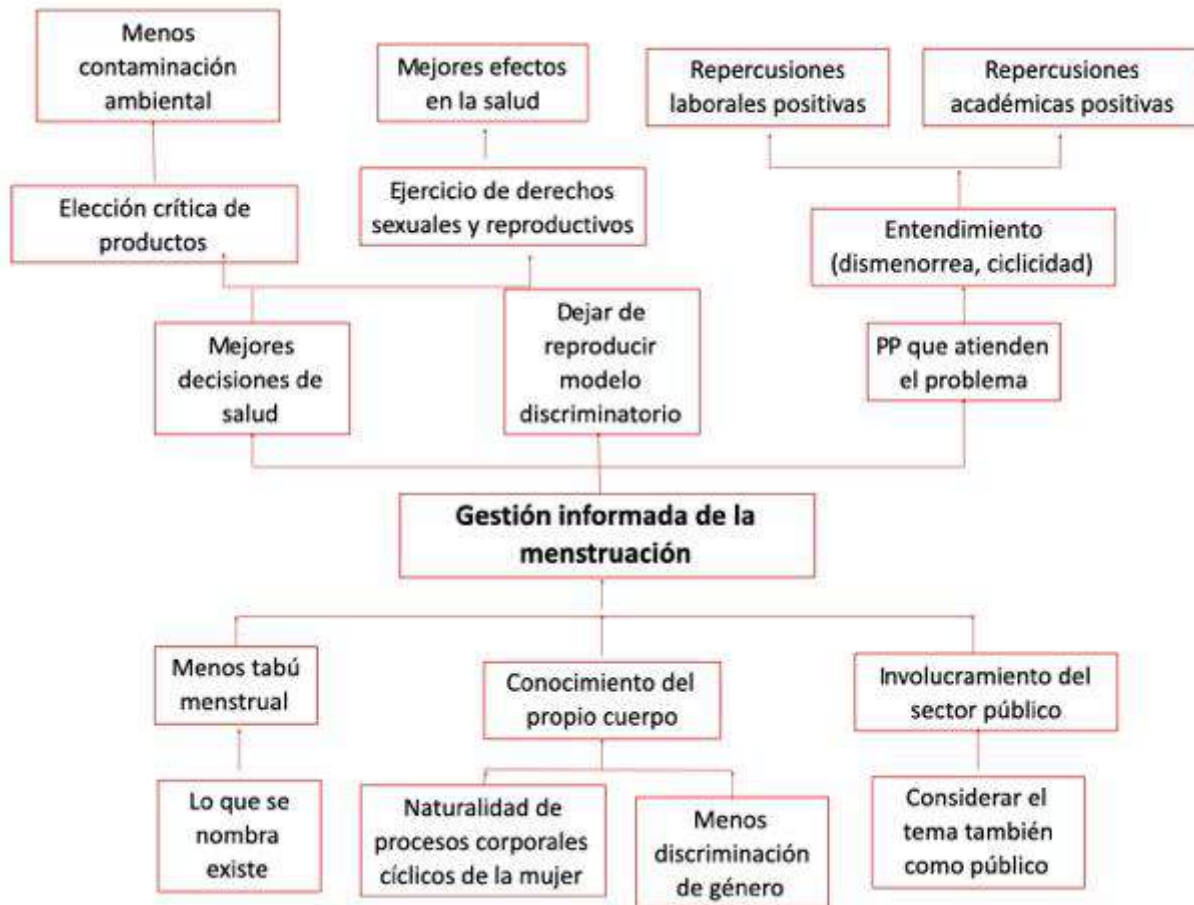 Menos
contaminación
ambiental
Mejores efectos
en la salud
Repercusiones
laborales positivas
Repercusiones
académicas positivas
Elección crítica de
productos
Ejercicio de derechos
sexuales y reproductivos
Entendimiento
(dismenorrea, ciclicidad)
Mejores
decisiones de
salud
Dejar de
reproducir
modelo
discriminatorio
PP que atienden
el problema
Gestión informada de la
menstruación
Menos tabú
menstrual
Conocimiento del
propio cuerpo
Involucramiento del
sector público
Lo que se
nombra
existe
Naturalidad de
procesos corporales
cíclicos de la mujer
Menos
discriminación
de género
Considerar el
tema también
como público